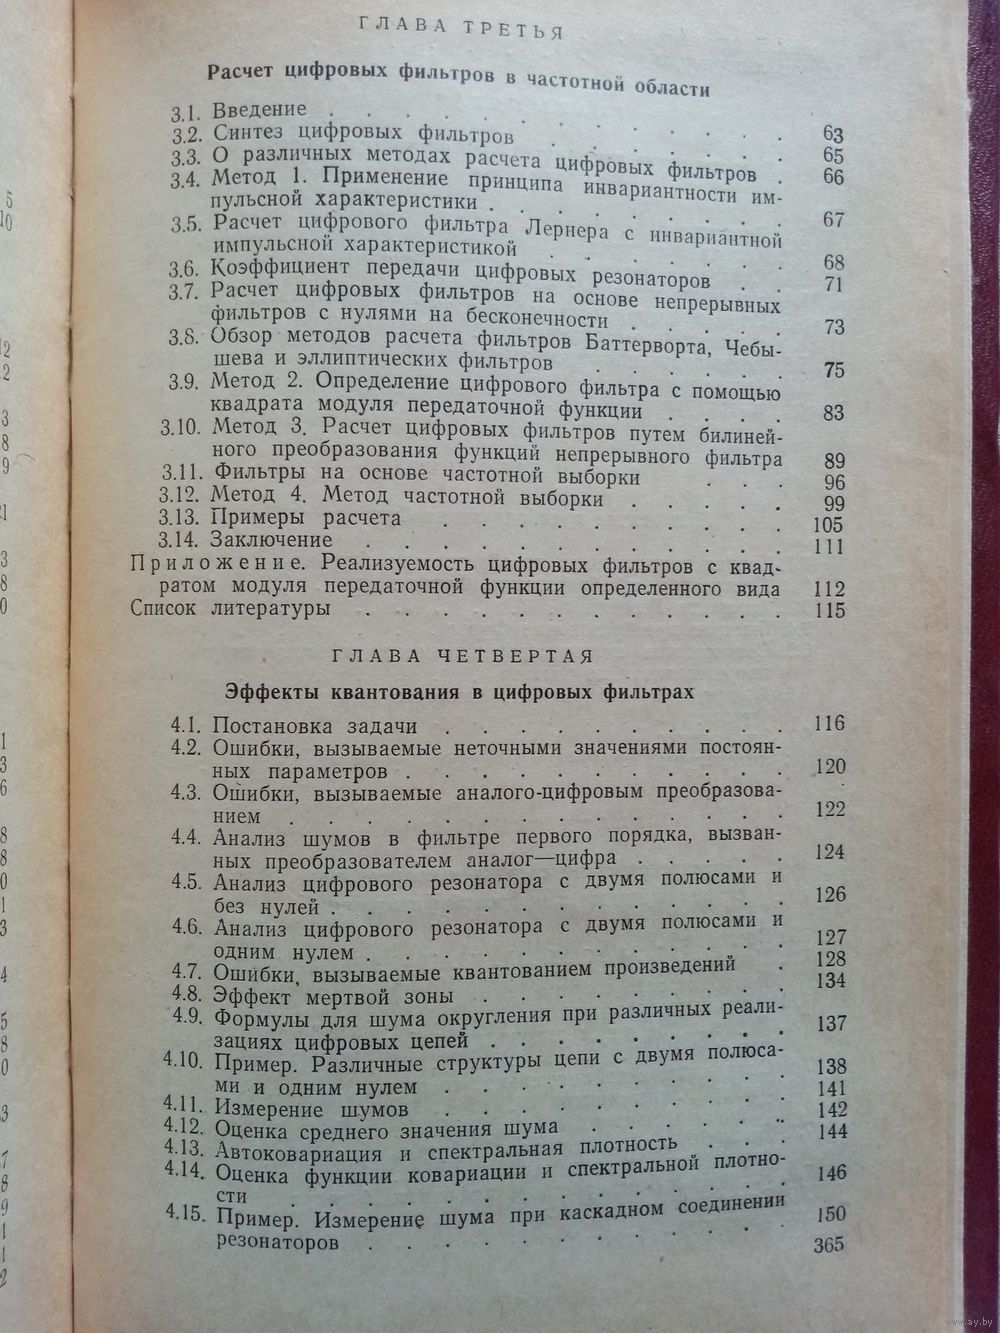 ГЛАВА ТРЕТЬЯ
Расчет цифровых фильтров в частотной области
3.1. Введение . . . . . . . . . . 63
3.2. Синтез цифровых фильтров . . . . . . 65
3.3. О различных методах расчета цифровых фильтров . 66
3.4. Метод 1. Применение принципа инвариантности им-
пульсной характеристики . . . . . . . 67
3.5. Расчет цифрового фильтра Лернера с инвариантной
импульсной характеристикой . . . . . . 68
3.6. Коэффициент передачи цифровых резонаторов . . 71
3.7. Расчет цифровых фильтров на основе непрерывных
фильтров с нулями на бесконечности . . . . 73
3.8. Обзор методов расчета фильтров Баттерворта, Чебы-
шева и эллиптических фильтров . . . . . 75
3.9. Метод 2. Определение цифрового фильтра с помощью
квадрата модуля передаточной функции . . . . 83
3.10. Метод 3. Расчет цифровых фильтров путем билиней-
ного преобразования функций непрерывного фильтра 89
3.11. Фильтры на основе частотной выборки . . . 96
3.12. Метод 4. Метод частотной выборки . . . . . 99
3.13. Примеры расчета . . . . . . . . . 105
3.14. Заключение . . . . . . . . . . . 111
Приложение. Реализуемость цифровых фильтров с квад-
ратом модуля передаточной функции определенного вида 112
Список литературы . . . . . . . . . . . 115
ГЛАВА ЧЕТВЕРТАЯ
Эффекты квантования в цифровых фильтрах
4.1. Постановка задачи . . . . . . . . . 116
4.2. Ошибки, вызываемые неточными значениями постоян-
ных параметров . . . . . . . . . . 120
4.3. Ошибки, вызываемые аналого-цифровым преобразова-
нием . . . . . . . . . . . . . 122
4.4. Анализ шумов в фильтре первого порядка, вызван-
ных преобразователем аналог—цифра . . . . . 124
4.5. Анализ цифрового резонатора с двумя полюсами и
без нулей . . . . . . . . . . . . 126
4.6. Анализ цифрового резонатора с двумя полюсами и
одним нулем . . . . . . . . . . . 127
4.7. Ошибки, вызываемые квантованием произведений . 128
4.8. Эффект мертвой зоны . . . . . . . . 134
4.9. Формулы для шума округления при различных реали-
зациях цифровых цепей . . . . . . . . 137
4.10. Пример. Различные структуры цепи с двумя полюса-
ми и одним нулем . . . . . . . . . 138
4.11. Измерение шумов . . . . . . . . . 141
4.12. Оценка среднего значения шума . . . . . 142
4.13. Автоковариация и спектральная плотность . . . 144
4.14. Оценка функции ковариации и спектральной плотно-
сти . . . . . . . . . . . . . 146
4.15. Пример. Измерение шума при каскадном соединении
резонаторов . . . . . . . . . . . 150
365
www.ay.by